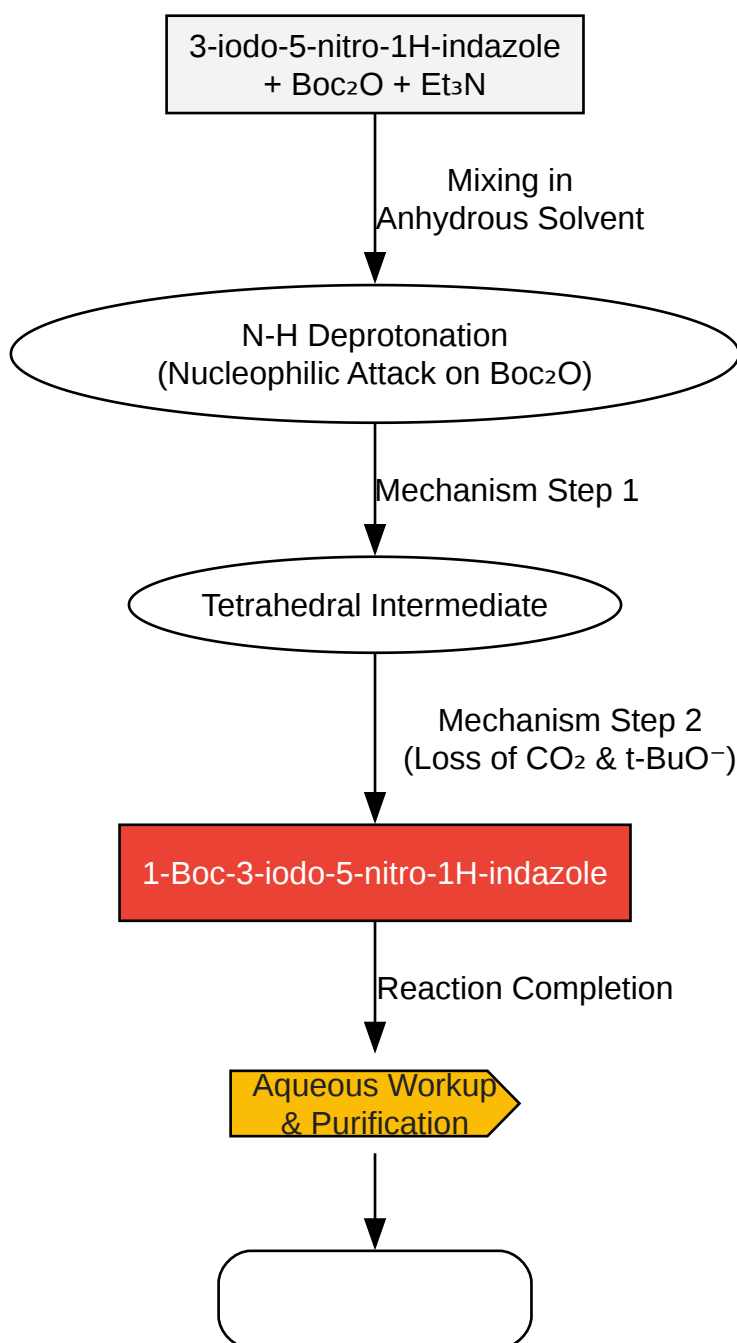 3-iodo-5-nitro-1H-indazole
+ Boc₂O + Et₃N
Mixing in
Anhydrous Solvent
N-H Deprotonation
(Nucleophilic Attack on Boc₂O)
Mechanism Step 1
Tetrahedral Intermediate
Mechanism Step 2
(Loss of CO₂ & t-BuO⁻)
1-Boc-3-iodo-5-nitro-1H-indazole
Reaction Completion
Aqueous Workup
& Purification